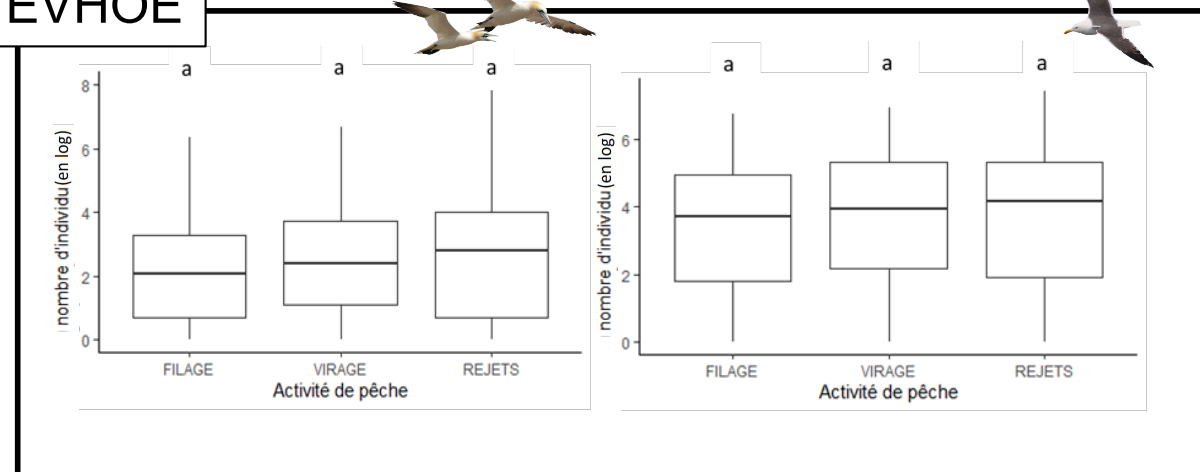 EVHOE
a a a
8
6
4
2
0
nombre d'individu(en log)
FILAGE VIRAGE REJETS
Activité de pêche
a a a
6
4
2
0
nombre d'individu(en log)
FILAGE VIRAGE REJETS
Activité de pêche